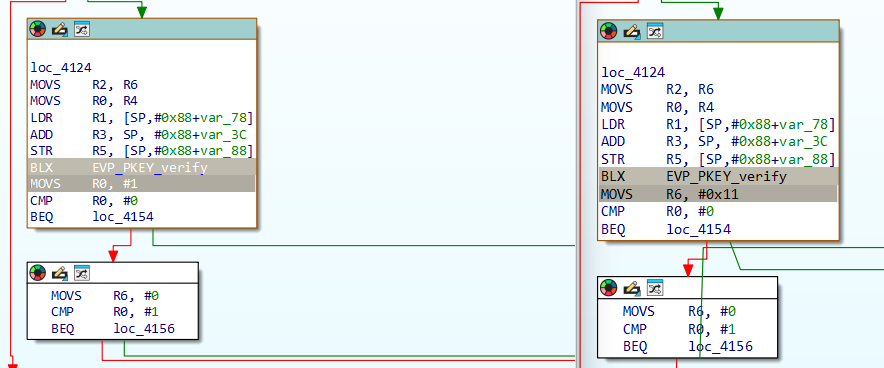 loc_4124
MOVS R2, R6
MOVS R0, R4
LDR R1, [SP,#0x88+var_78]
ADD R3, SP, #0x88+var_3C
STR R5, [SP,#0x88+var_88]
BLX EVP_PKEY_verify
MOVS R0, #1
CMP R0, #0
BEQ loc_4154
MOVS R6, #0
CMP R0, #1
BEQ loc_4156
loc_4124
MOVS R2, R6
MOVS R0, R4
LDR R1, [SP,#0x88+var_78]
ADD R3, SP, #0x88+var_3C
STR R5, [SP,#0x88+var_88]
BLX EVP_PKEY_verify
MOVS R6, #0x11
CMP R0, #0
BEQ loc_4154
MOVS R6, #0
CMP R0, #1
BEQ loc_4156